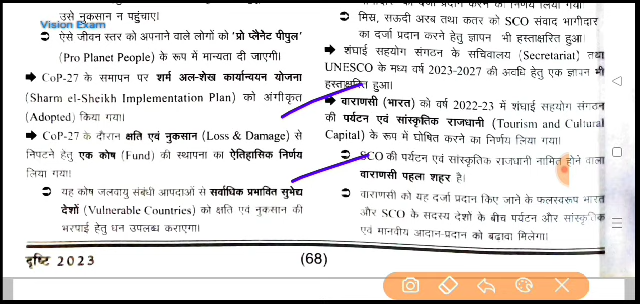 उसे नुकसान न पहुंचाए।
Vision Exam
ऐसे जीवन स्तर को अपनाने वाले लोगों को 'प्रो प्लैनेट पीपुल'
(Pro Planet People) के रूप में मान्यता दी जाएगी।
CoP-27 के समापन पर शर्म अल-शेख कार्यान्वयन योजना
(Sharm el-Sheikh Implementation Plan) को अंगीकृत
(Adopted) किया गया।
CoP-27 के दौरान क्षति एवं नुकसान (Loss & Damage) से
निपटने हेतु एक कोष (Fund) की स्थापना का ऐतिहासिक निर्णय
लिया गया।
यह कोष जलवायु संबंधी आपदाओं से सर्वाधिक प्रभावित सुभेद्य
देशों (Vulnerable Countries) को क्षति एवं नुकसान की
भरपाई हेतु धन उपलब्ध कराएगा।
प्रदान करने का निर्णय लिया गया।
मिस्र, सऊदी अरब तथा कतर को SCO संवाद भागीदार
का दर्जा प्रदान करने हेतु ज्ञापन भी हस्ताक्षरित हुआ।
शंघाई सहयोग संगठन के सचिवालय (Secretariat) तथा
UNESCO के मध्य वर्ष 2023-2027 की अवधि हेतु एक ज्ञापन भी
हस्ताक्षरित हुआ।
वाराणसी (भारत) को वर्ष 2022-23 में शंघाई सहयोग संगठन
की पर्यटन एवं सांस्कृतिक राजधानी (Tourism and Cultural
Capital) के रूप में घोषित करने का निर्णय लिया गया।
SCO की पर्यटन एवं सांस्कृतिक राजधानी नामित होने वाला
वाराणसी पहला शहर है।
वाराणसी को यह दर्जा प्रदान किए जाने के फलस्वरूप भारत
और SCO के सदस्य देशों के बीच पर्यटन और सांस्कृतिक
एवं मानवीय आदान-प्रदान को बढ़ावा मिलेगा।
दृष्टि 2023
(68)